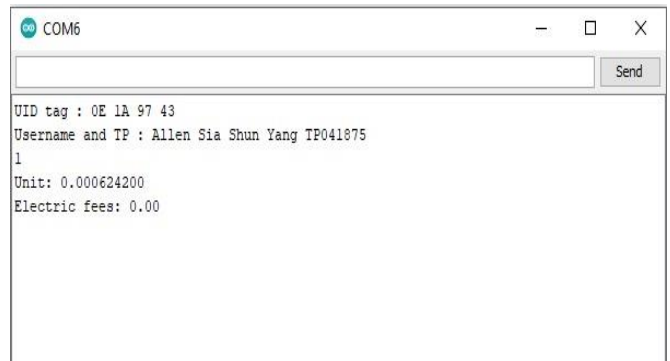 COM6
Send
UID tag : 0E 1A 97 43
Username and TP : Allen Sia Shun Yang TP041875
1
Unit: 0.000624200
Electric fees: 0.00